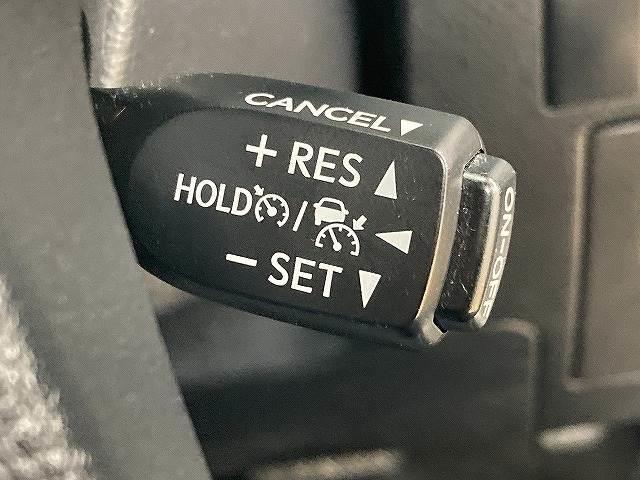 CANCEL▼
+ RES ▲
HOLD / ◀
− SET ▼
ON-OFF